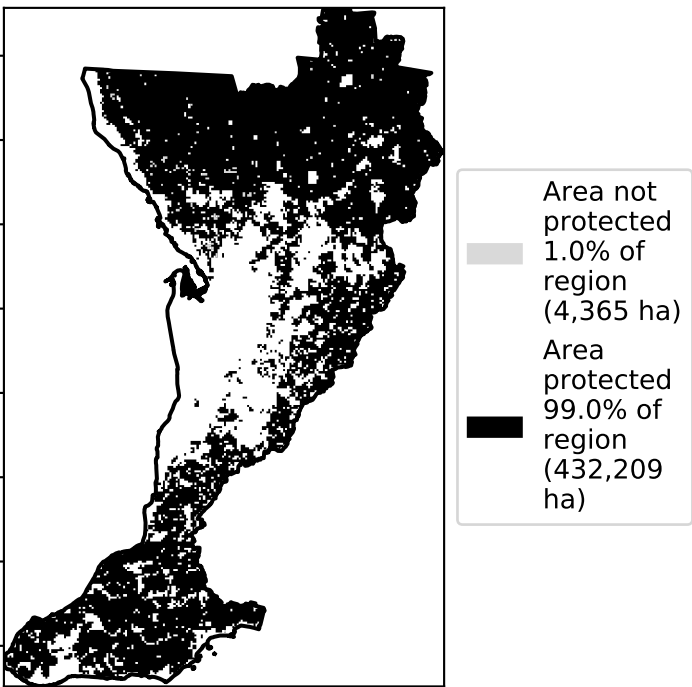 Area not
protected
1.0% of
region
(4,365 ha)
Area
protected
99.0% of
region
(432,209
ha)